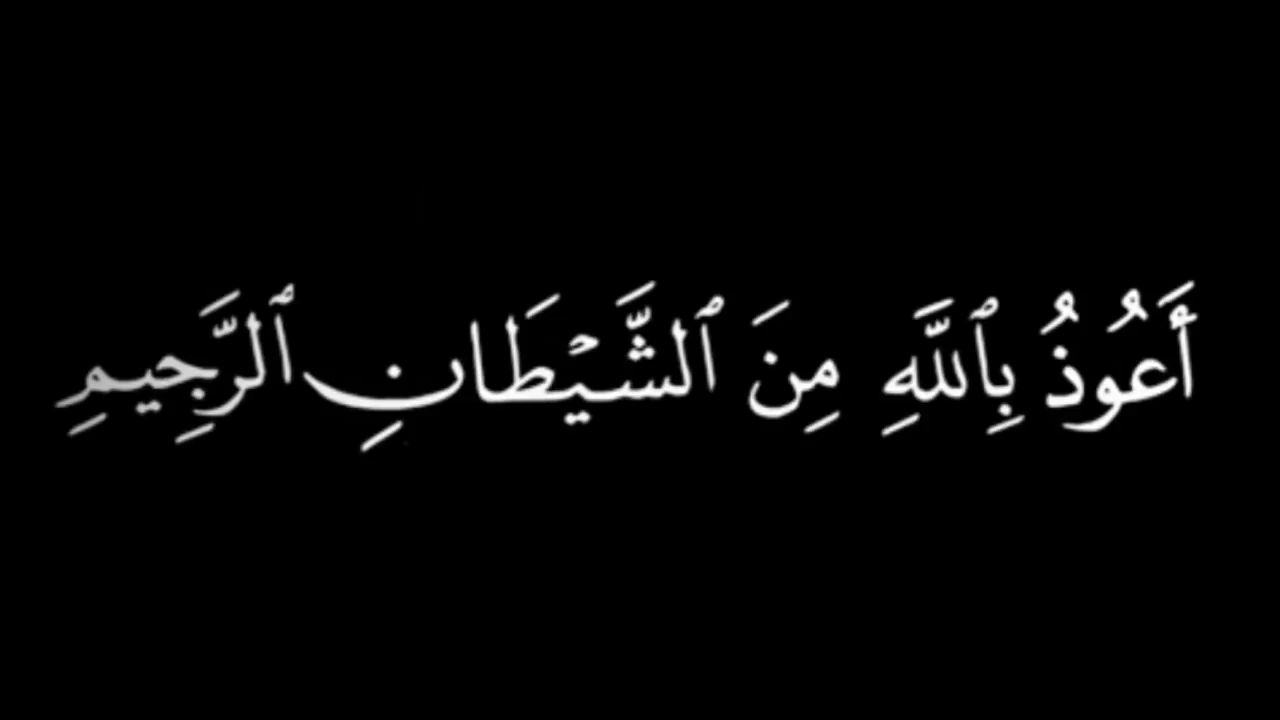 أَعُوذُ بِٱللَّهِ مِنَ ٱلشَّيْطَانِ ٱلرَّجِيمِ